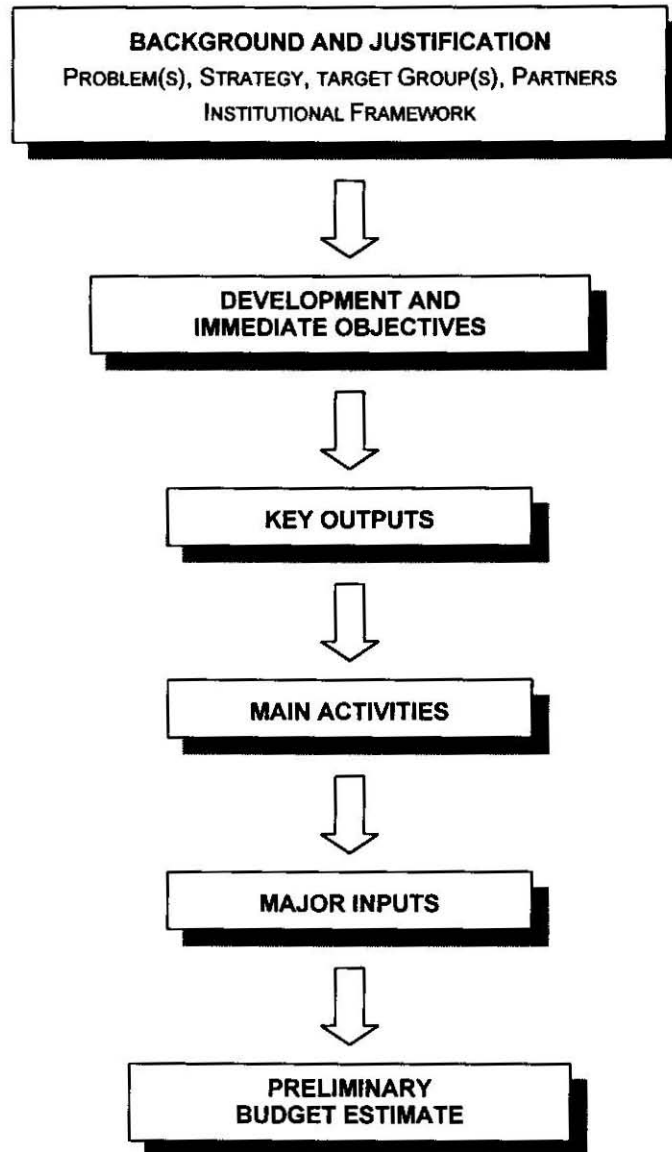 BACKGROUND AND JUSTIFICATION
PROBLEM(S), STRATEGY, TARGET GROUP(S), PARTNERS
INSTITUTIONAL FRAMEWORK
DEVELOPMENT AND
IMMEDIATE OBJECTIVES
KEY OUTPUTS
MAIN ACTIVITIES
MAJOR INPUTS
PRELIMINARY
BUDGET ESTIMATE